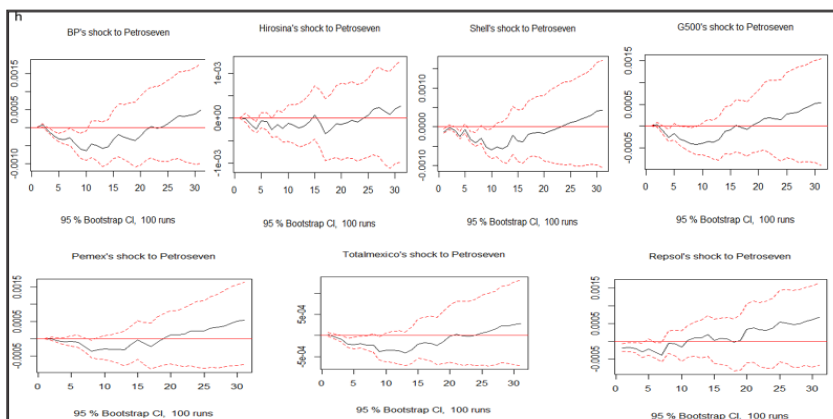 h
BP's shock to Petroseven
Hirosina's shock to Petroseven
Shell's shock to Petroseven
G500's shock to Petroseven
-0.0010 0.0005 0.0015
0 5 10 15 20 25 30
-1e-03 0e+00 1e-03
0 5 10 15 20 25 30
-0.0010 0.0000 0.0010
0 5 10 15 20 25 30
-0.0005 0.0005 0.0015
0 5 10 15 20 25 30
95 % Bootstrap CI, 100 runs
95 % Bootstrap CI, 100 runs
95 % Bootstrap CI, 100 runs
95 % Bootstrap CI, 100 runs
Pemex's shock to Petroseven
Totalmexico's shock to Petroseven
Repsol's shock to Petroseven
-0.0005 0.0005 0.0015
0 5 10 15 20 25 30
-5e-04 5e-04
0 5 10 15 20 25 30
-0.0005 0.0005 0.0015
0 5 10 15 20 25 30
95 % Bootstrap CI, 100 runs
95 % Bootstrap CI, 100 runs
95 % Bootstrap CI, 100 runs